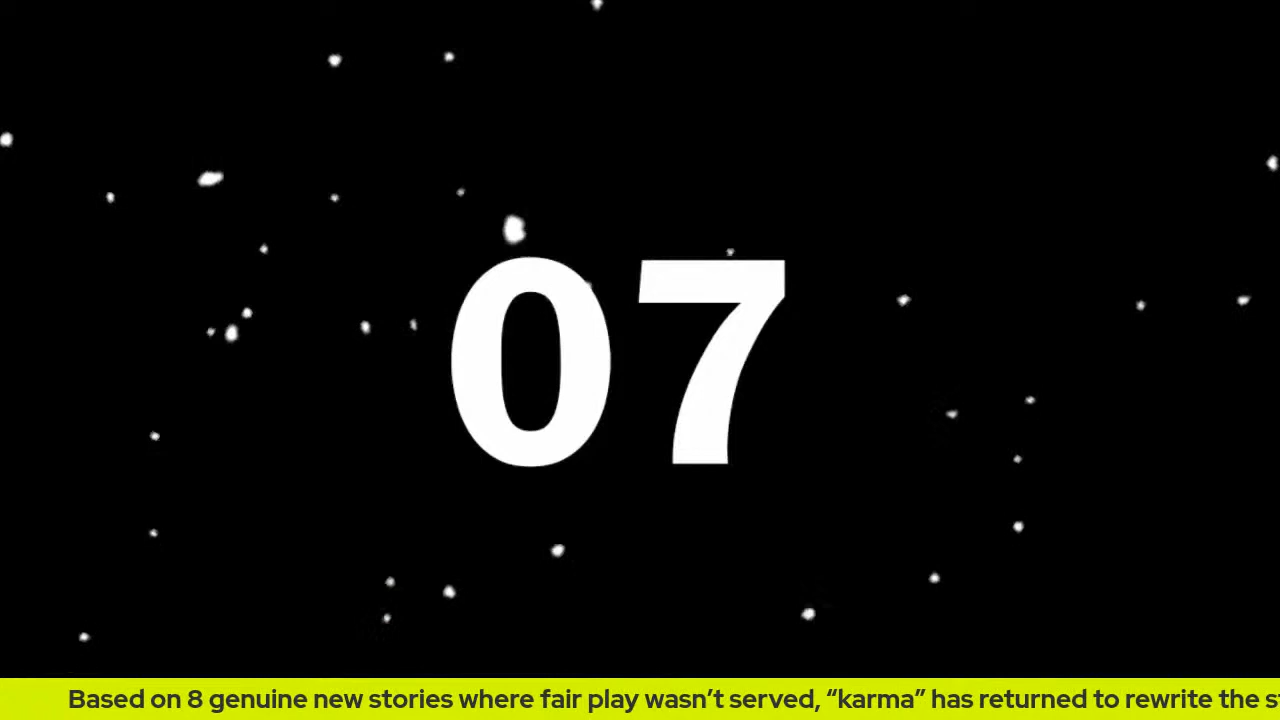 07
Based on 8 genuine new stories where fair play wasn’t served, “karma” has returned to rewrite the